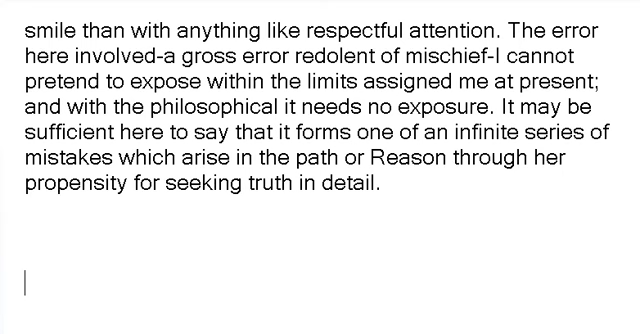 smile than with anything like respectful attention. The error
here involved-a gross error redolent of mischief-I cannot
pretend to expose within the limits assigned me at present;
and with the philosophical it needs no exposure. It may be
sufficient here to say that it forms one of an infinite series of
mistakes which arise in the path or Reason through her
propensity for seeking truth in detail.